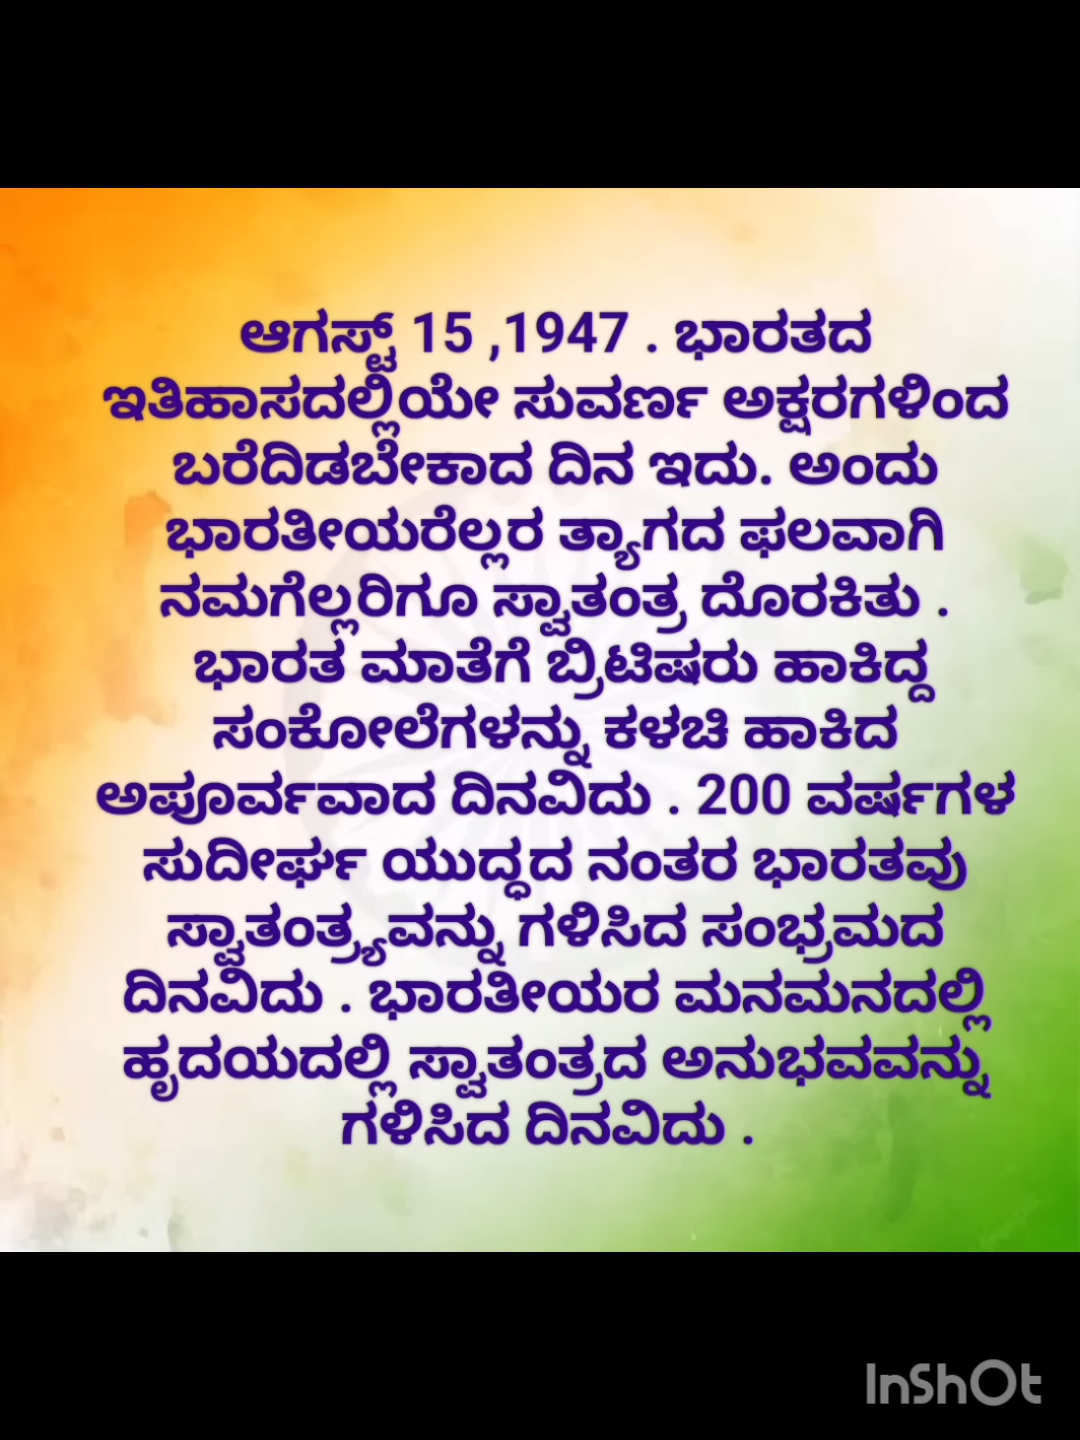 ಆಗಸ್ಟ್ 15 ,1947 . ಭಾರತದ
ಇತಿಹಾಸದಲ್ಲಿಯೇ ಸುವರ್ಣ ಅಕ್ಷರಗಳಿಂದ
ಬರೆದಿಡಬೇಕಾದ ದಿನ ಇದು. ಅಂದು
ಭಾರತೀಯರೆಲ್ಲರ ತ್ಯಾಗದ ಫಲವಾಗಿ
ನಮಗೆಲ್ಲರಿಗೂ ಸ್ವಾತಂತ್ರ ದೊರಕಿತು .
ಭಾರತ ಮಾತೆಗೆ ಬ್ರಿಟಿಷರು ಹಾಕಿದ್ದ
ಸಂಕೋಲೆಗಳನ್ನು ಕಳಚಿ ಹಾಕಿದ
ಅಪೂರ್ವವಾದ ದಿನವಿದು . 200 ವರ್ಷಗಳ
ಸುದೀರ್ಘ ಯುದ್ಧದ ನಂತರ ಭಾರತವು
ಸ್ವಾತಂತ್ರ್ಯವನ್ನು ಗಳಿಸಿದ ಸಂಭ್ರಮದ
ದಿನವಿದು . ಭಾರತೀಯರ ಮನಮನದಲ್ಲಿ
ಹೃದಯದಲ್ಲಿ ಸ್ವಾತಂತ್ರದ ಅನುಭವವನ್ನು
ಗಳಿಸಿದ ದಿನವಿದು .
InShOt